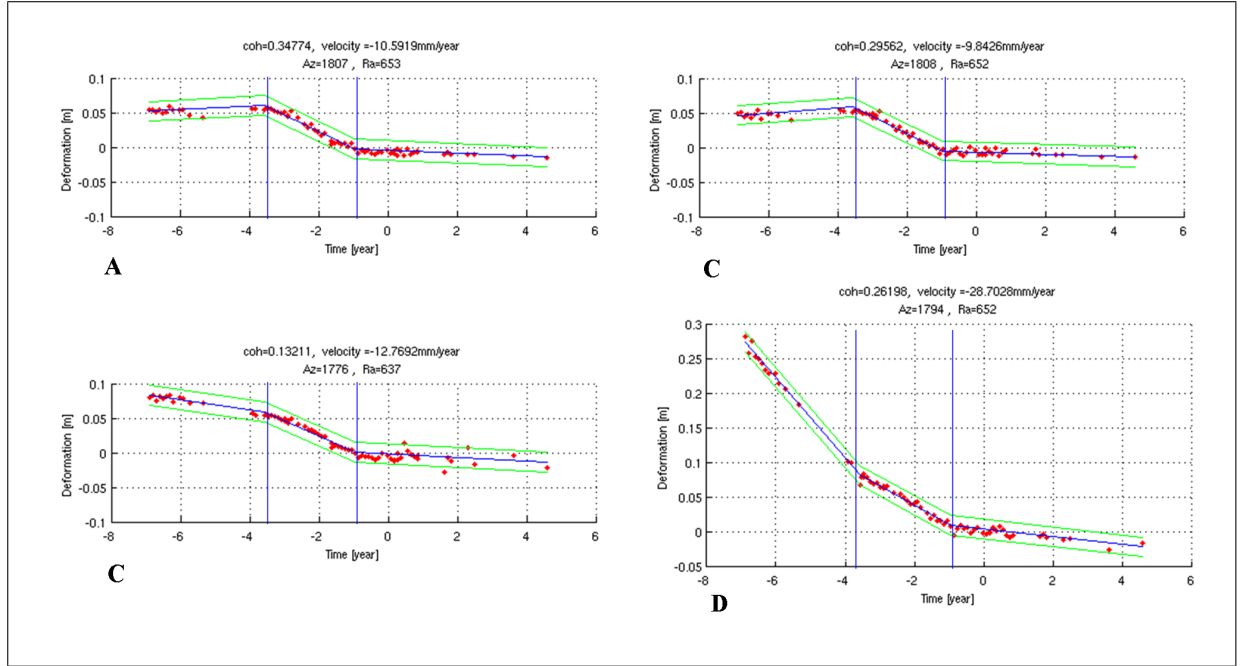 coh=0.34774, velocity =-10.5919mm/year
Az=1807 , Ra=653
0.1
0.05
0
-0.05
-0.1
Deformation [m]
-8 -6 -4 -2 0 2 4 6
Time [year]
A
coh=0.29562, velocity =-9.8426mm/year
Az=1808 , Ra=652
0.1
0.05
0
-0.05
-0.1
Deformation [m]
-8 -6 -4 -2 0 2 4 6
Time [year]
C
coh=0.13211, velocity =-12.7692mm/year
Az=1776 , Ra=637
0.1
0.05
0
-0.05
-0.1
Deformation [m]
-8 -6 -4 -2 0 2 4 6
Time [year]
C
coh=0.26198, velocity =-28.7028mm/year
Az=1794 , Ra=652
0.3
0.25
0.2
0.15
0.1
0.05
0
-0.05
Deformation [m]
-8 -6 -4 -2 0 2 4 6
Time [year]
D